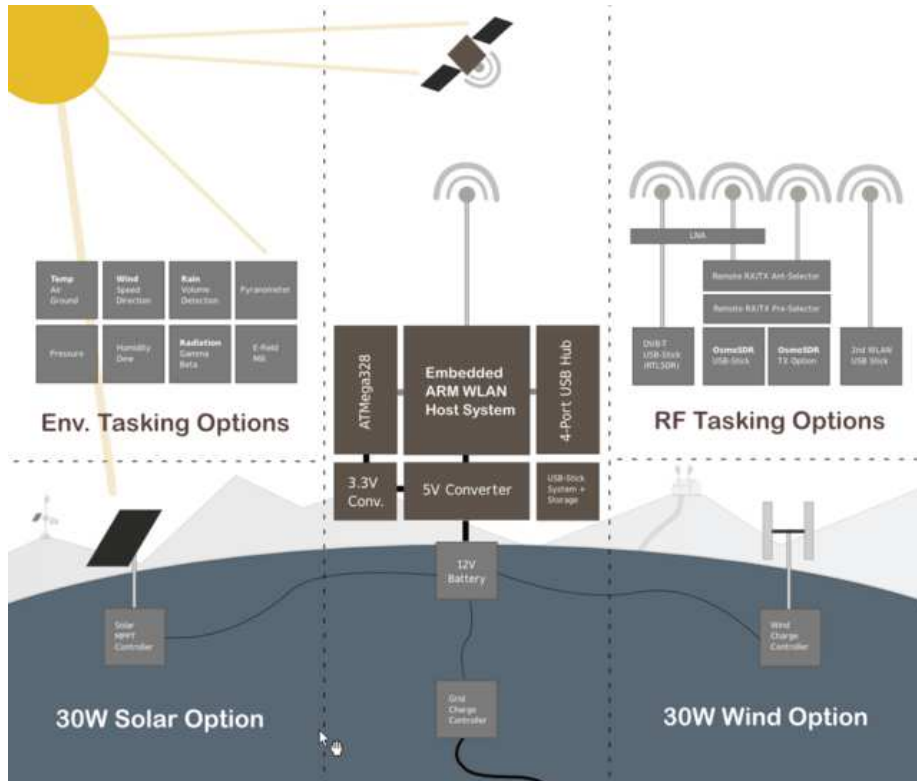 Temp
Air
Ground
Wind
Speed
Direction
Rain
Volume
Detection
Pyranometer
Pressure
Humidity
Dew
Radiation
Gamma
Beta
E-Field
Mill
Env. Tasking Options
ATMega328
Embedded
ARM WLAN
Host System
4-Port USB Hub
3.3V
Conv.
5V Converter
USB-Stick
System +
Storage
LNA
Remote RX/TX Ant-Selector
Remote RX/TX Pre-Selector
DVB-T
USB-Stick
(RTLSDR)
OsmoSDR
USB-Stick
OsmoSDR
TX Option
2nd WLAN
USB Stick
RF Tasking Options
12V
Battery
Solar
MPPT
Controller
30W Solar Option
Grid
Charge
Controller
Wind
Charge
Controller
30W Wind Option